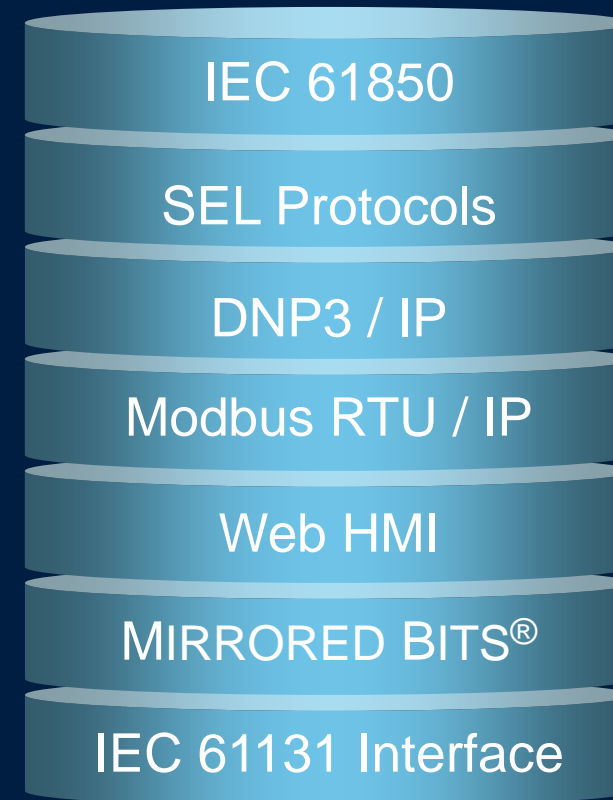 IEC 61850
SEL Protocols
DNP3 / IP
Modbus RTU / IP
Web HMI
MIRRORED BITS®
IEC 61131 Interface